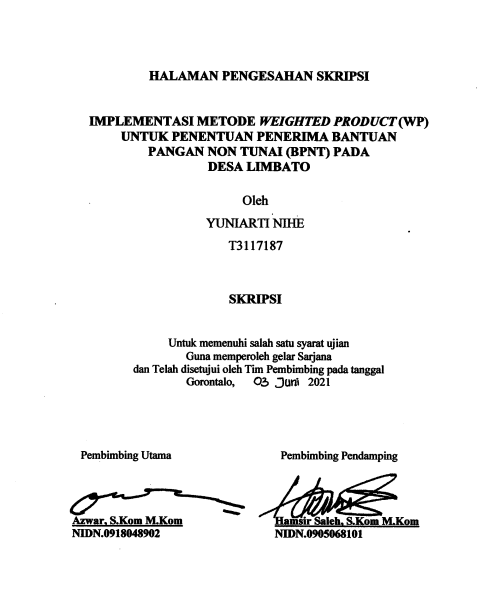 HALAMAN PENGESAHAN SKRIPSI
IMPLEMENTASI METODE WEIGHTED PRODUCT (WP)
UNTUK PENENTUAN PENERIMA BANTUAN
PANGAN NON TUNAI (BPNT) PADA
DESA LIMBATO
Oleh
YUNIARTI NIHE
T3117187
SKRIPSI
Untuk memenuhi salah satu syarat ujian
Guna memperoleh gelar Sarjana
dan Telah disetujui oleh Tim Pembimbing pada tanggal
Gorontalo, 03 Juni 2021
Pembimbing Utama
Pembimbing Pendamping
Azwar, S.Kom M.Kom
NIDN.0918048902
Hamsir Saleh, S.Kom M.Kom
NIDN.0905068101